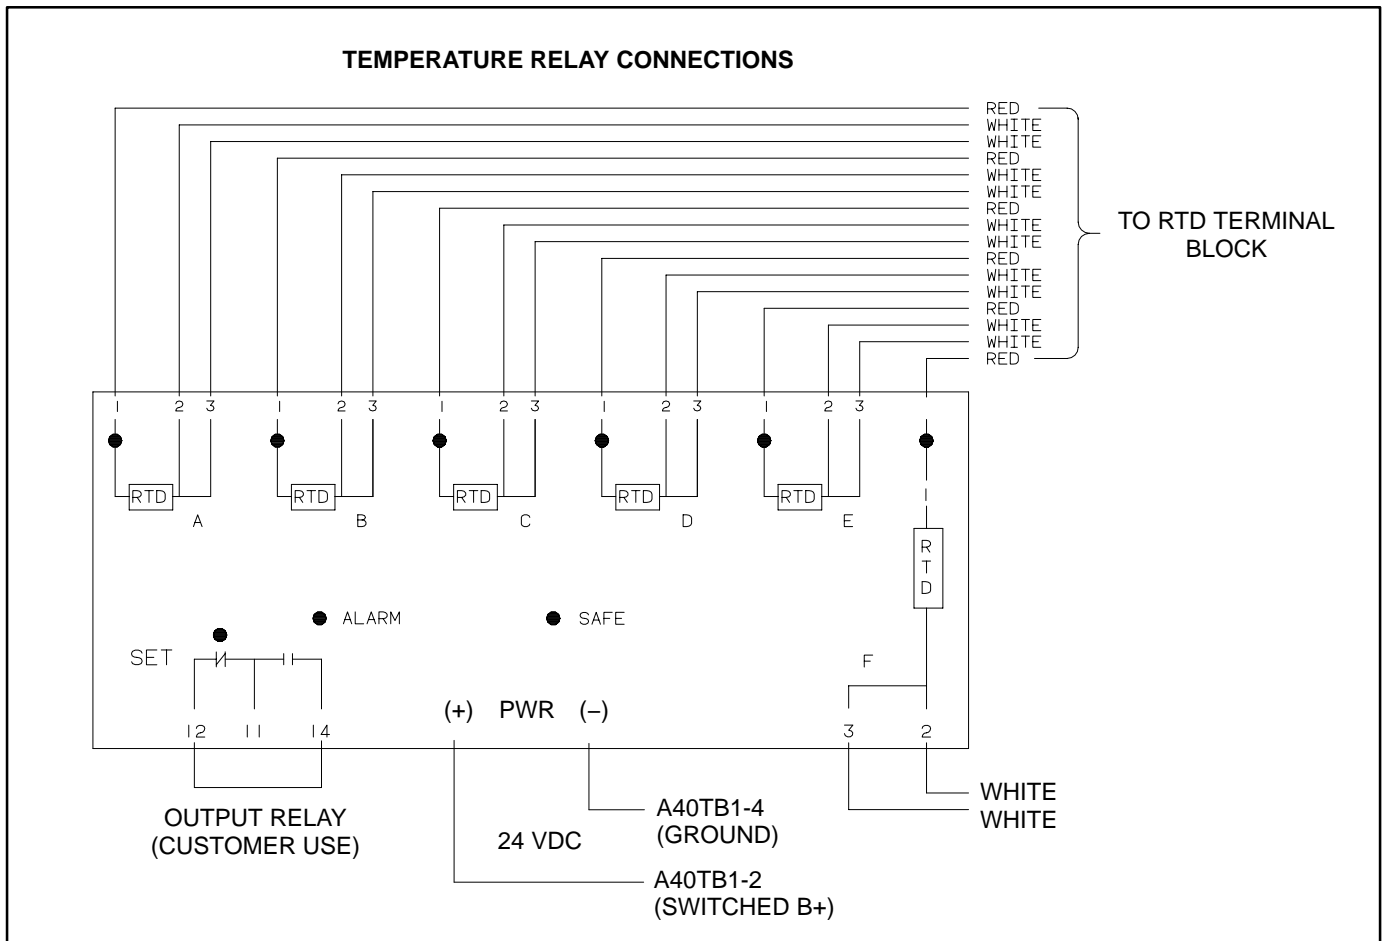 TEMPERATURE RELAY CONNECTIONS
RED
WHITE
WHITE
RED
WHITE
WHITE
RED
WHITE
WHITE
RED
WHITE
WHITE
RED
WHITE
WHITE
RED
TO RTD TERMINAL
BLOCK
1 2 3 1 2 3 1 2 3 1 2 3 1 2 3 1
RTD RTD RTD RTD RTD
A B C D E
RTD
ALARM SAFE
SET
F
(+) PWR (–)
12 11 14 3 2
WHITE
WHITE
OUTPUT RELAY
(CUSTOMER USE)
24 VDC
A40TB1-4
(GROUND)
A40TB1-2
(SWITCHED B+)